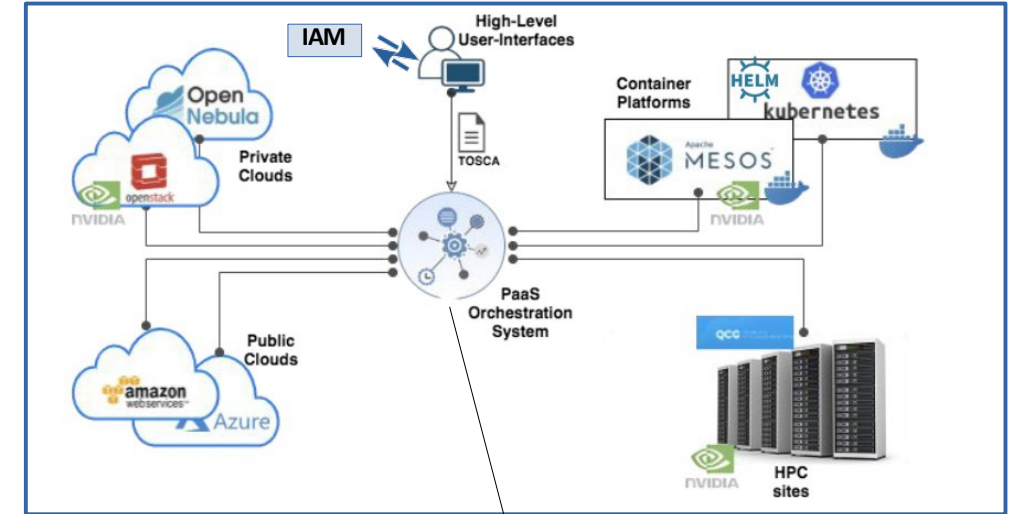 IAM
High-Level
User-Interfaces
Open
Nebula
openstack
NVIDIA
Private
Clouds
TOSCA
Container
Platforms
HELM
kubernetes
Apache
MESOS
NVIDIA
PaaS
Orchestration
System
Public
Clouds
amazon
webservices
Azure
QCG
NVIDIA
HPC
sites